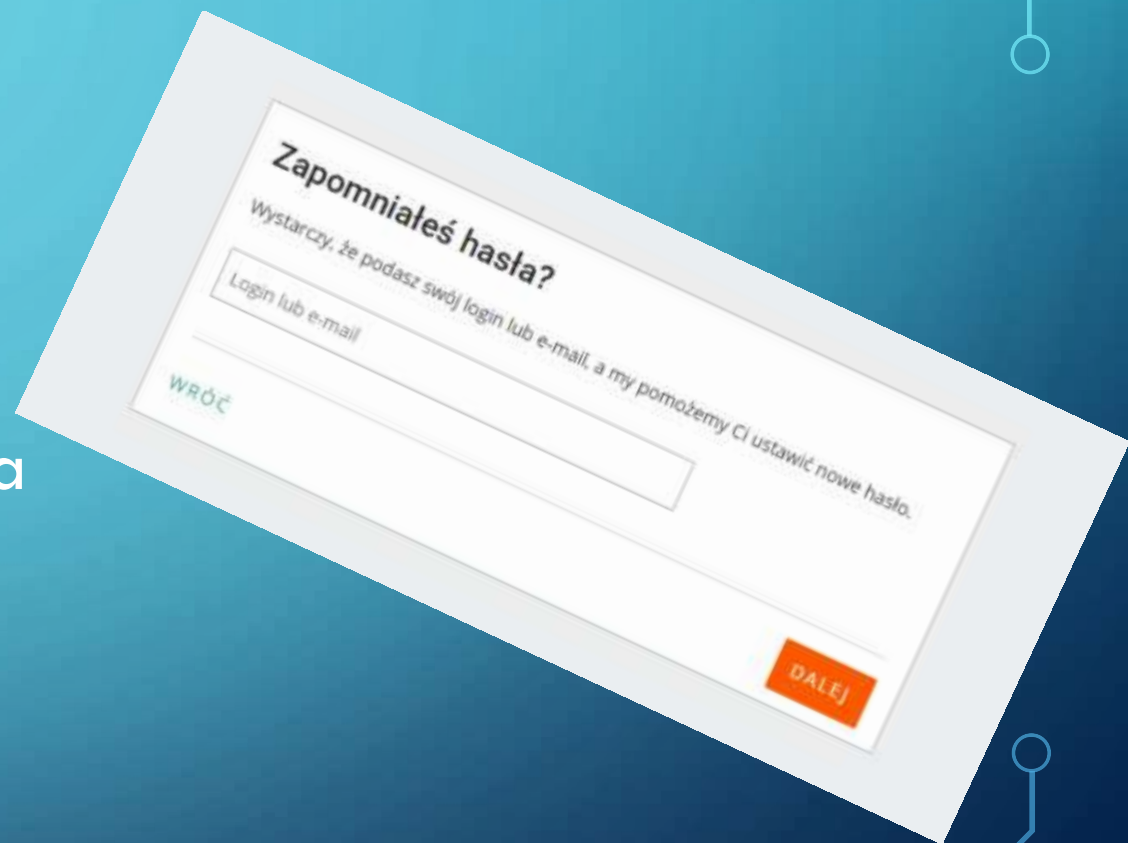 Zapomniałeś hasła?
Wystarczy, że podasz swój login lub e-mail, a my pomożemy Ci ustawić nowe hasło.
Login lub e-mail
WRÓĆ
DALEJ
a